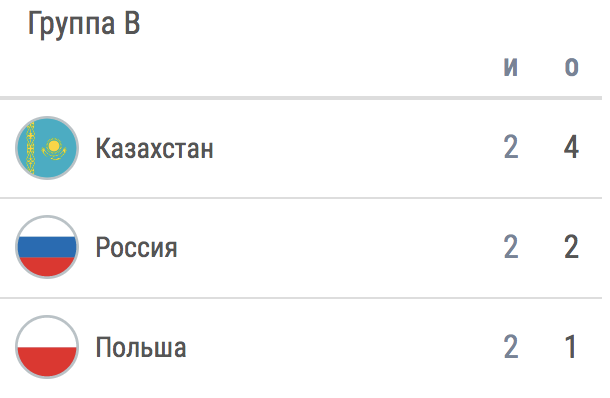 Группа B
И О
Казахстан 2 4
Россия 2 2
Польша 2 1